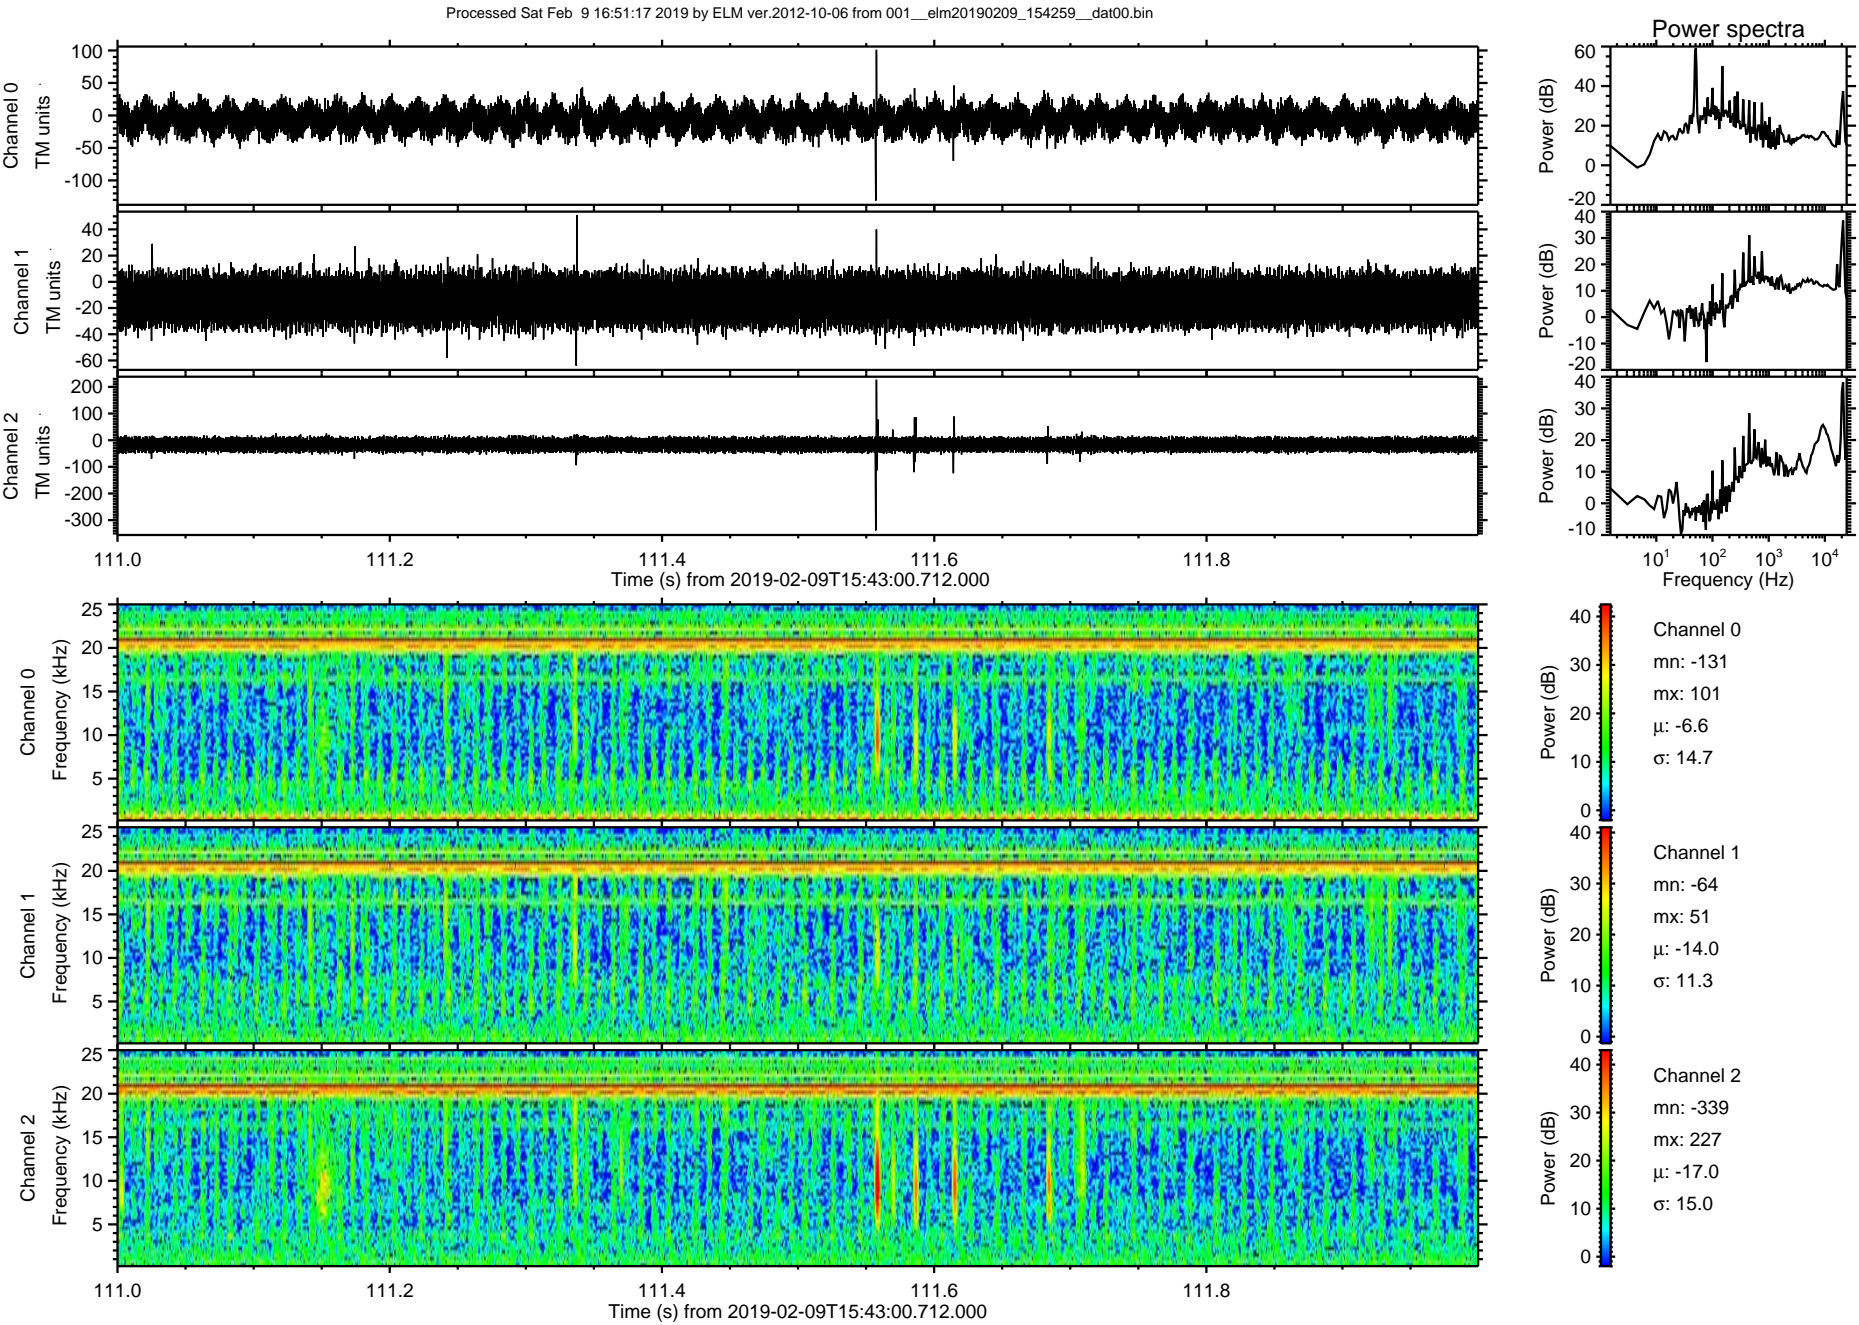 Processed Sat Feb  9 16:51:17 2019 by ELM ver.2012-10-06 from 001__elm20190209_154259__dat00.bin
Power spectra
Channel 0
TM units
100
50
0
-50
-100
Power (dB)
60
40
20
0
-20
Channel 1
TM units
40
20
0
-20
-40
-60
Power (dB)
40
30
20
10
0
-10
-20
Channel 2
TM units
200
100
0
-100
-200
-300
Power (dB)
40
30
20
10
0
-10
111.0 111.2 111.4 111.6 111.8
Time (s) from 2019-02-09T15:43:00.712.000
10^1 10^2 10^3 10^4
Frequency (Hz)
Channel 0
Frequency (kHz)
25
20
15
10
5
Power (dB)
40
30
20
10
0
Channel 0
mn: -131
mx: 101
μ: -6.6
σ: 14.7
Channel 1
Frequency (kHz)
25
20
15
10
5
Power (dB)
40
30
20
10
0
Channel 1
mn: -64
mx: 51
μ: -14.0
σ: 11.3
Channel 2
Frequency (kHz)
25
20
15
10
5
Power (dB)
40
30
20
10
0
Channel 2
mn: -339
mx: 227
μ: -17.0
σ: 15.0
111.0 111.2 111.4 111.6 111.8
Time (s) from 2019-02-09T15:43:00.712.000